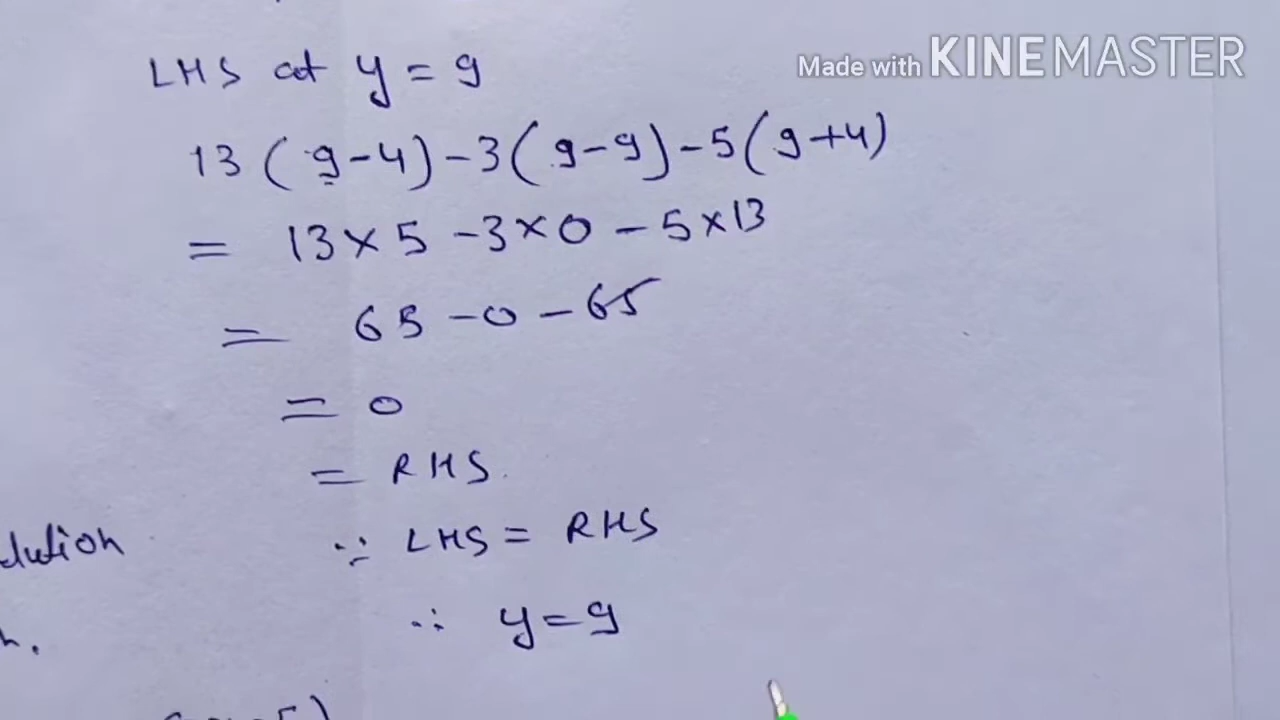 Made with KINEMASTER
LHS at y = 9
13 ( 9 - 4 ) - 3 ( 9 - 9 ) - 5 ( 9 + 4 )
= 13 × 5 - 3 × 0 - 5 × 13
= 65 - 0 - 65
= 0
= RHS.
∵ LHS = RHS
∴ y = 9